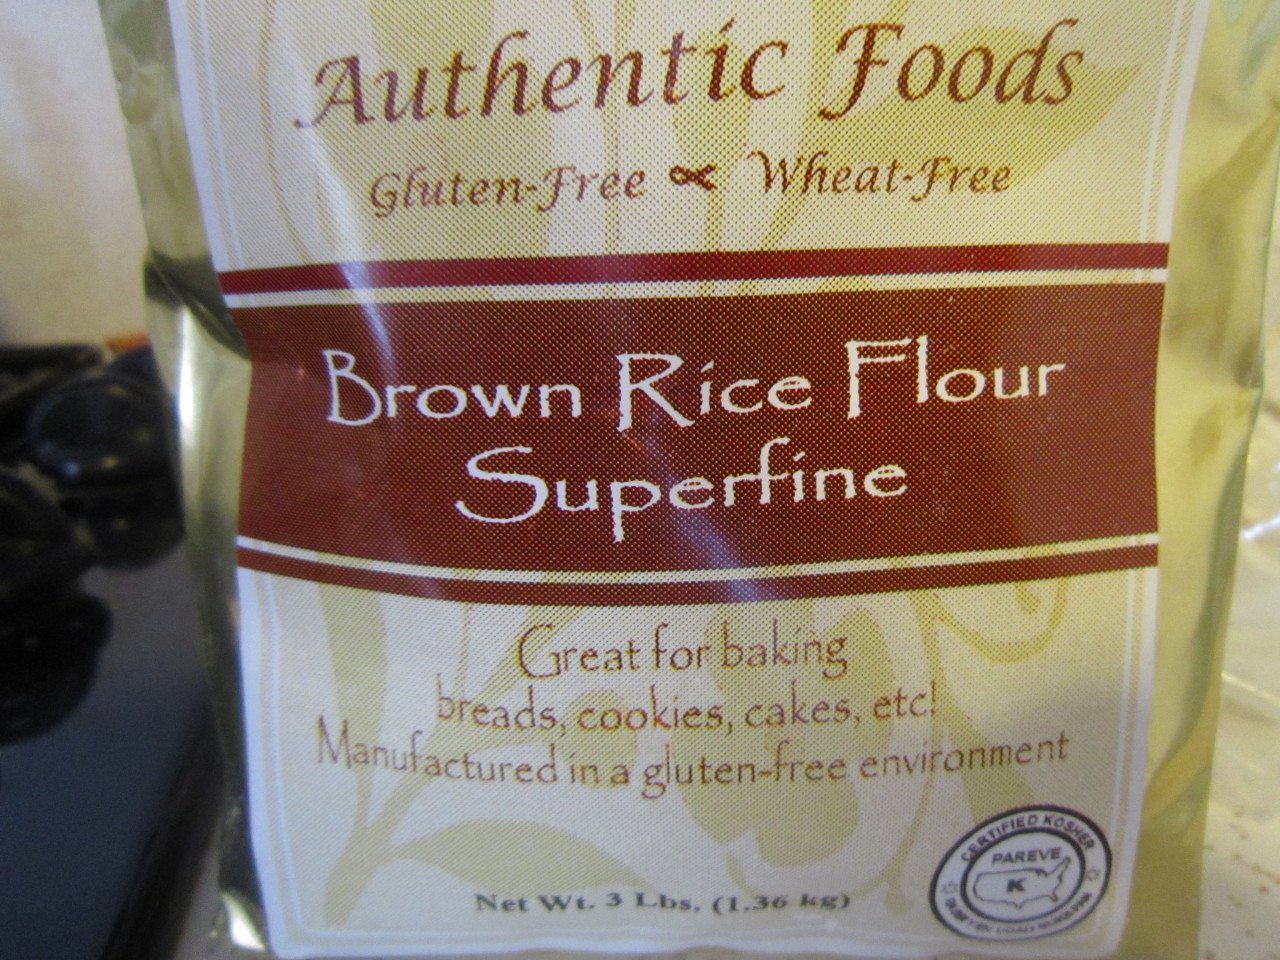 Authentic Foods
Gluten-Free Wheat-Free
Brown Rice Flour
Superfine
Great for baking
breads, cookies, cakes, etc!
Manufactured in a gluten-free environment
Net Wt. 3 Lbs. (1.36 kg)
CERTIFIED KOSHER
PAREVE
K